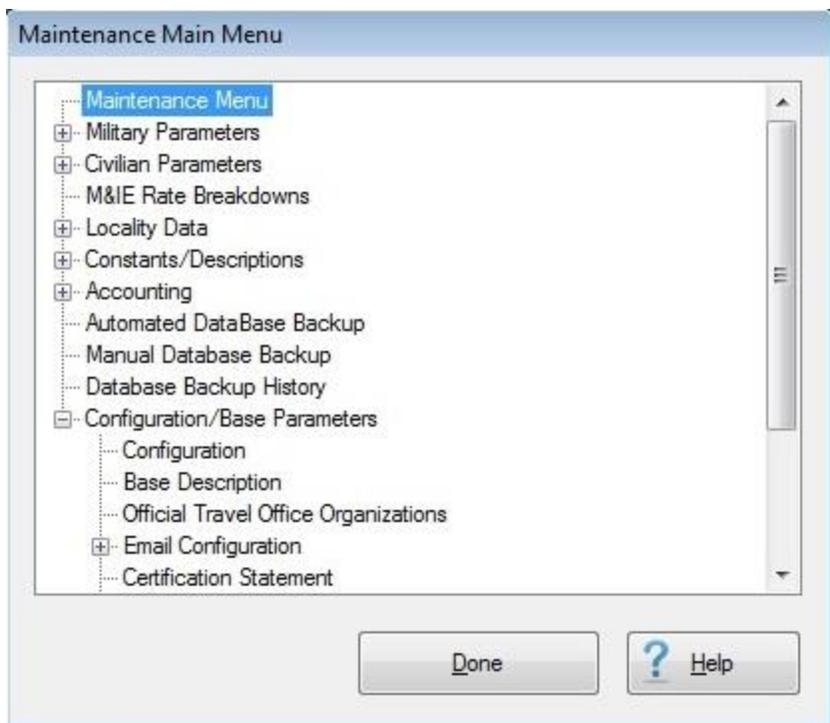 Maintenance Main Menu
Maintenance Menu
Military Parameters
Civilian Parameters
M&IE Rate Breakdowns
Locality Data
Constants/Descriptions
Accounting
Automated DataBase Backup
Manual Database Backup
Database Backup History
Configuration/Base Parameters
Configuration
Base Description
Official Travel Office Organizations
Email Configuration
Certification Statement
Done
? Help